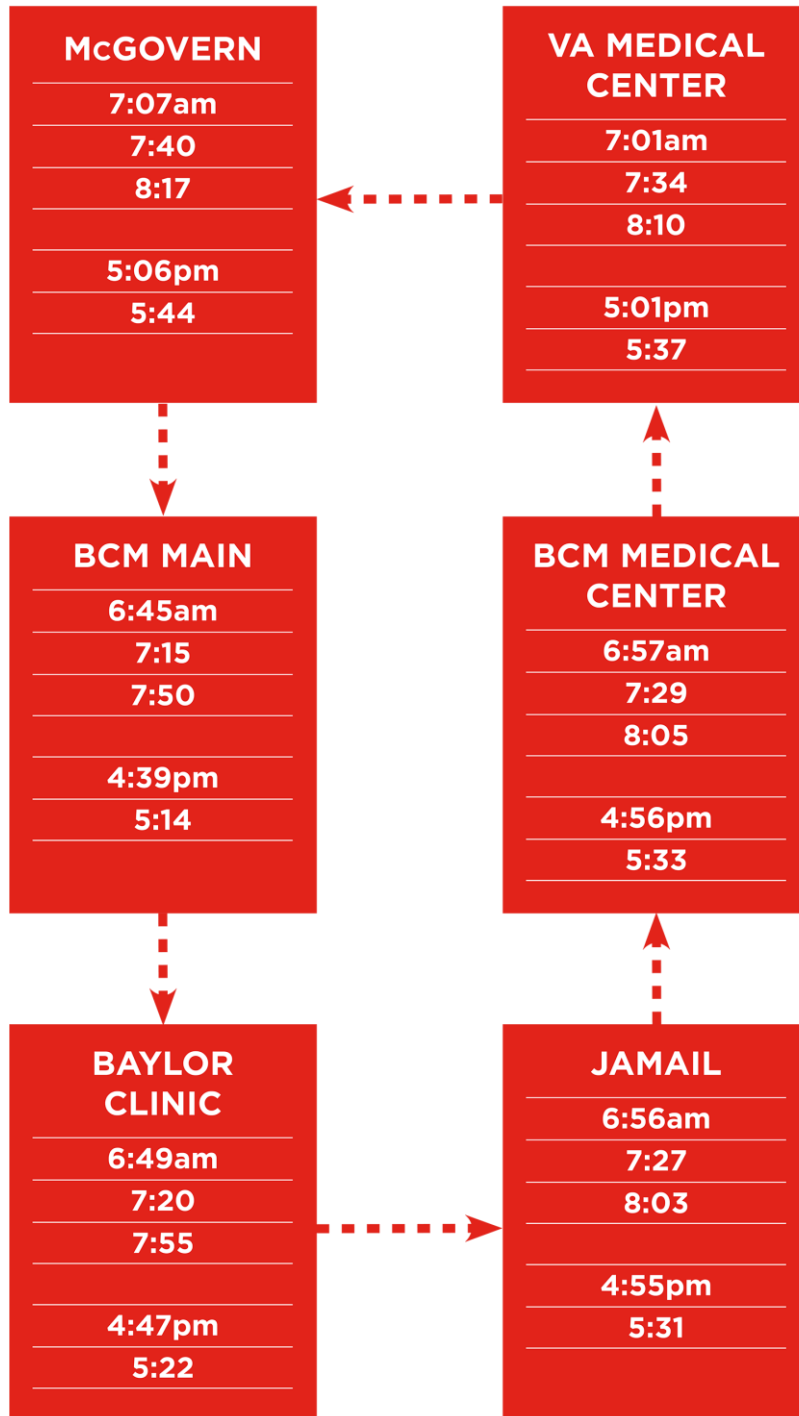 McGOVERN
7:07am
7:40
8:17
5:06pm
5:44
VA MEDICAL
CENTER
7:01am
7:34
8:10
5:01pm
5:37
BCM MAIN
6:45am
7:15
7:50
4:39pm
5:14
BCM MEDICAL
CENTER
6:57am
7:29
8:05
4:56pm
5:33
BAYLOR
CLINIC
6:49am
7:20
7:55
4:47pm
5:22
JAMAIL
6:56am
7:27
8:03
4:55pm
5:31